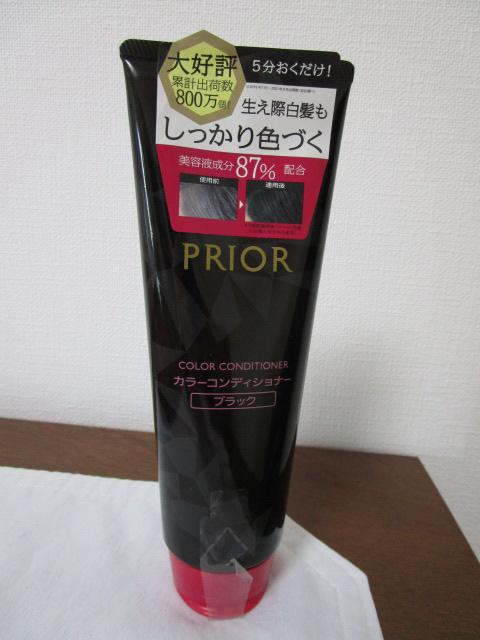 大好評
累計出荷数
800万個!
5分おくだけ!
生え際白髪も
しっかり色づく
美容液成分87%配合
使用前
適用後
PRIOR
COLOR CONDITIONER
カラーコンディショナー
ブラック